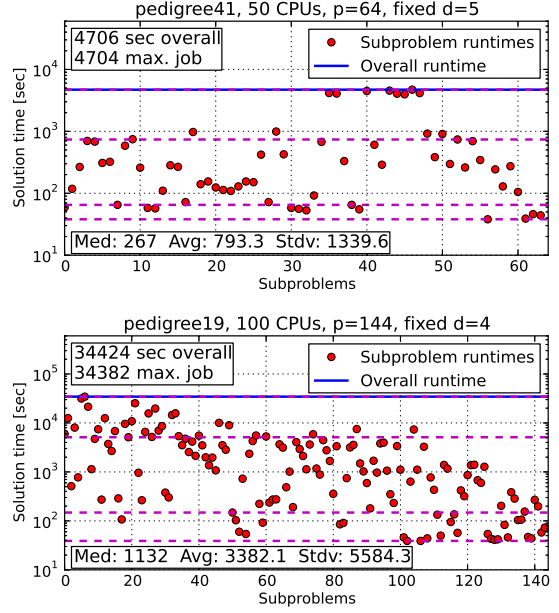 pedigree41, 50 CPUs, p=64, fixed d=5
4706 sec overall
4704 max. job
Subproblem runtimes
Overall runtime
Solution time [sec]
10^4
10^3
10^2
10^1
Med: 267 Avg: 793.3 Stdv: 1339.6
0 10 20 30 40 50 60
Subproblems
pedigree19, 100 CPUs, p=144, fixed d=4
34424 sec overall
34382 max. job
Subproblem runtimes
Overall runtime
Solution time [sec]
10^5
10^4
10^3
10^2
10^1
Med: 1132 Avg: 3382.1 Stdv: 5584.3
0 20 40 60 80 100 120 140
Subproblems